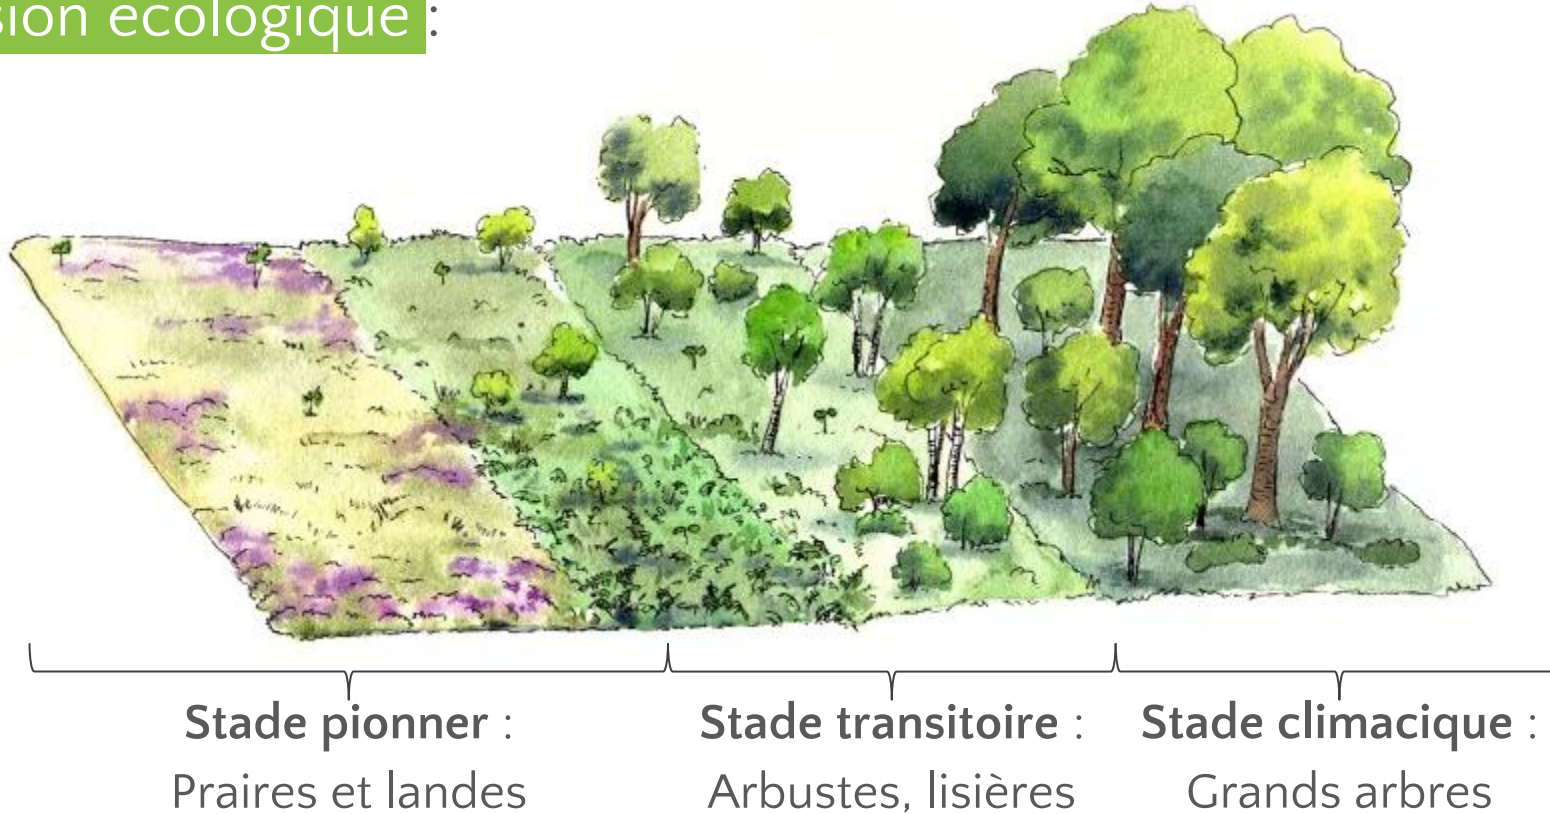 sion écologique :
Stade pionner :
Praires et landes
Stade transitoire :
Arbustes, lisières
Stade climacique :
Grands arbres